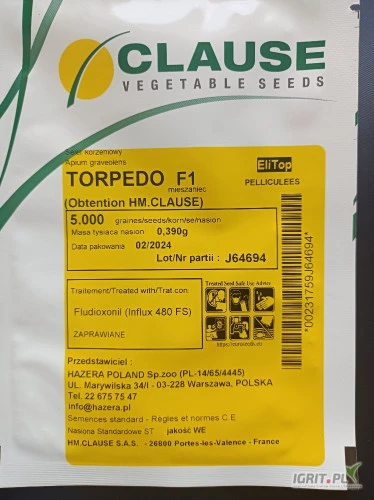 CLAUSE
VEGETABLE SEEDS
Seler korzeniowy
Apium graveolens
TORPEDO F1
mieszaniec
(Obtention HM.CLAUSE)
EliTop
PELLICULEES
5.000 graines/seeds/korn/se/nasion
Masa tysiaca nasion 0,390g
Data pakowania 02/2024
Lot/Nr partii : J64694
*00231759J64694*
Traitement/Treated with/Trat.con.
Fludioxonil (Influx 480 FS)
ZAPRAWIANE
Treated Seed Safe Use Advice
Przedstawiciel :
HAZERA POLAND Sp.zoo (PL-14/65/4445)
UL. Marywilska 34/I - 03-228 Warszawa, POLSKA
Tel. 22 675 75 47
info@hazera.pl
Semences standard - Règles et normes C E
Nasiona Standardowe ST jakość WE
HM.CLAUSE S.A.S. - 26800 Portes-les-Valence - France
IGRIT.PL